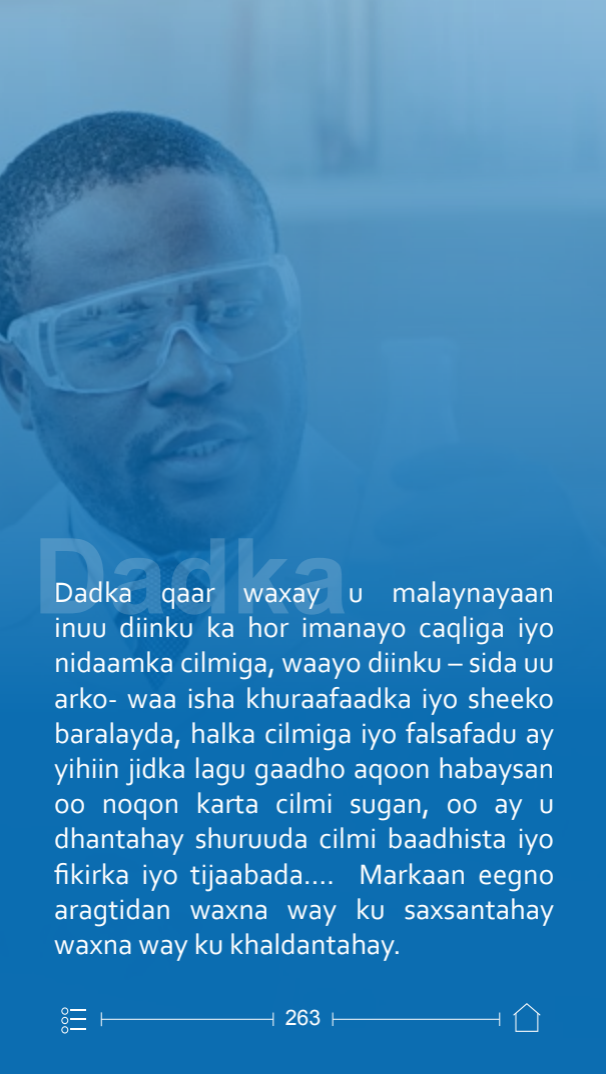 Dadka
Dadka qaar waxay u malaynayaan
inuu diinku ka hor imanayo caqliga iyo
nidaamka cilmiga, waayo diinku – sida uu
arko- waa isha khuraafaadka iyo sheeko
baralayda, halka cilmiga iyo falsafadu ay
yihiin jidka lagu gaadho aqoon habaysan
oo noqon karta cilmi sugan, oo ay u
dhantahay shuruuda cilmi baadhista iyo
fikirka iyo tijaabada.... Markaan eegno
aragtidan waxna way ku saxsantahay
waxna way ku khaldantahay.
263